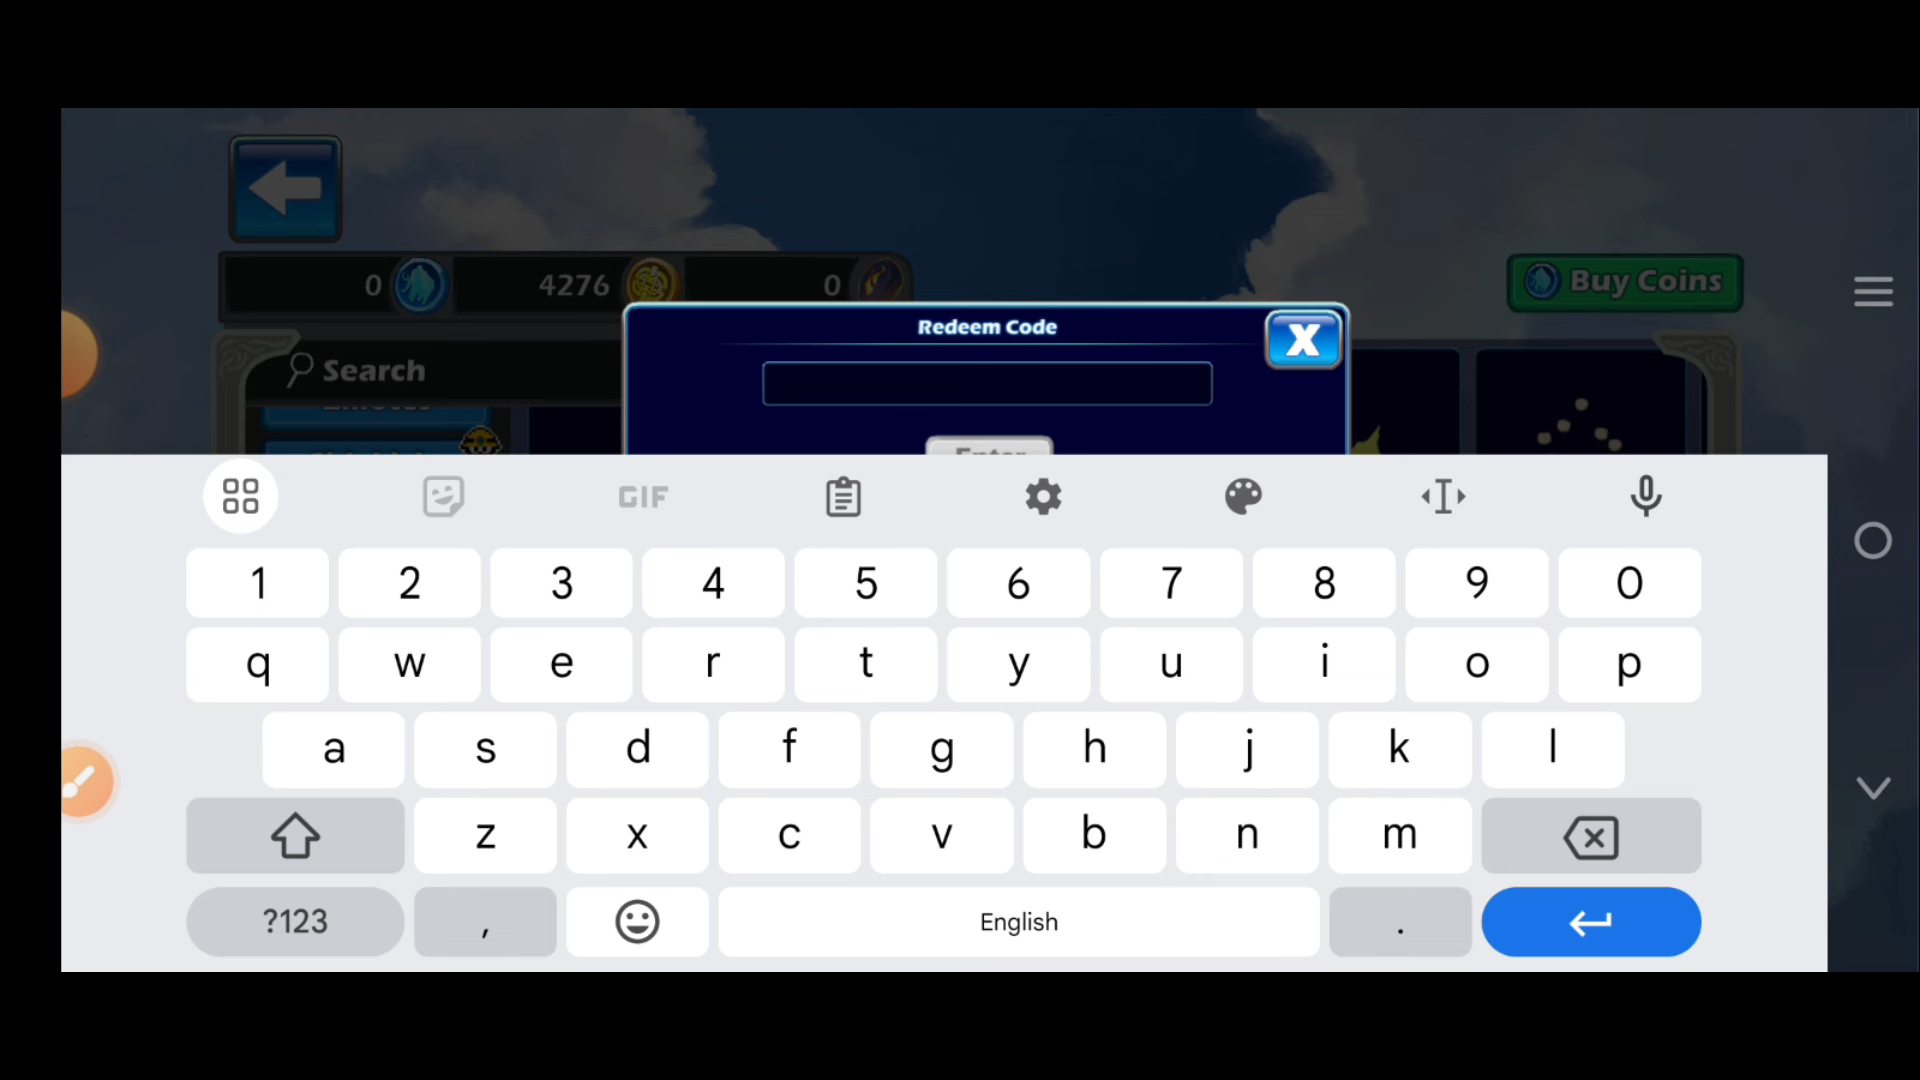 0 4276 0
Buy Coins
Redeem Code
X
Search
Enter
GIF
1 2 3 4 5 6 7 8 9 0
q w e r t y u i o p
a s d f g h j k l
z x c v b n m
?123 , English .